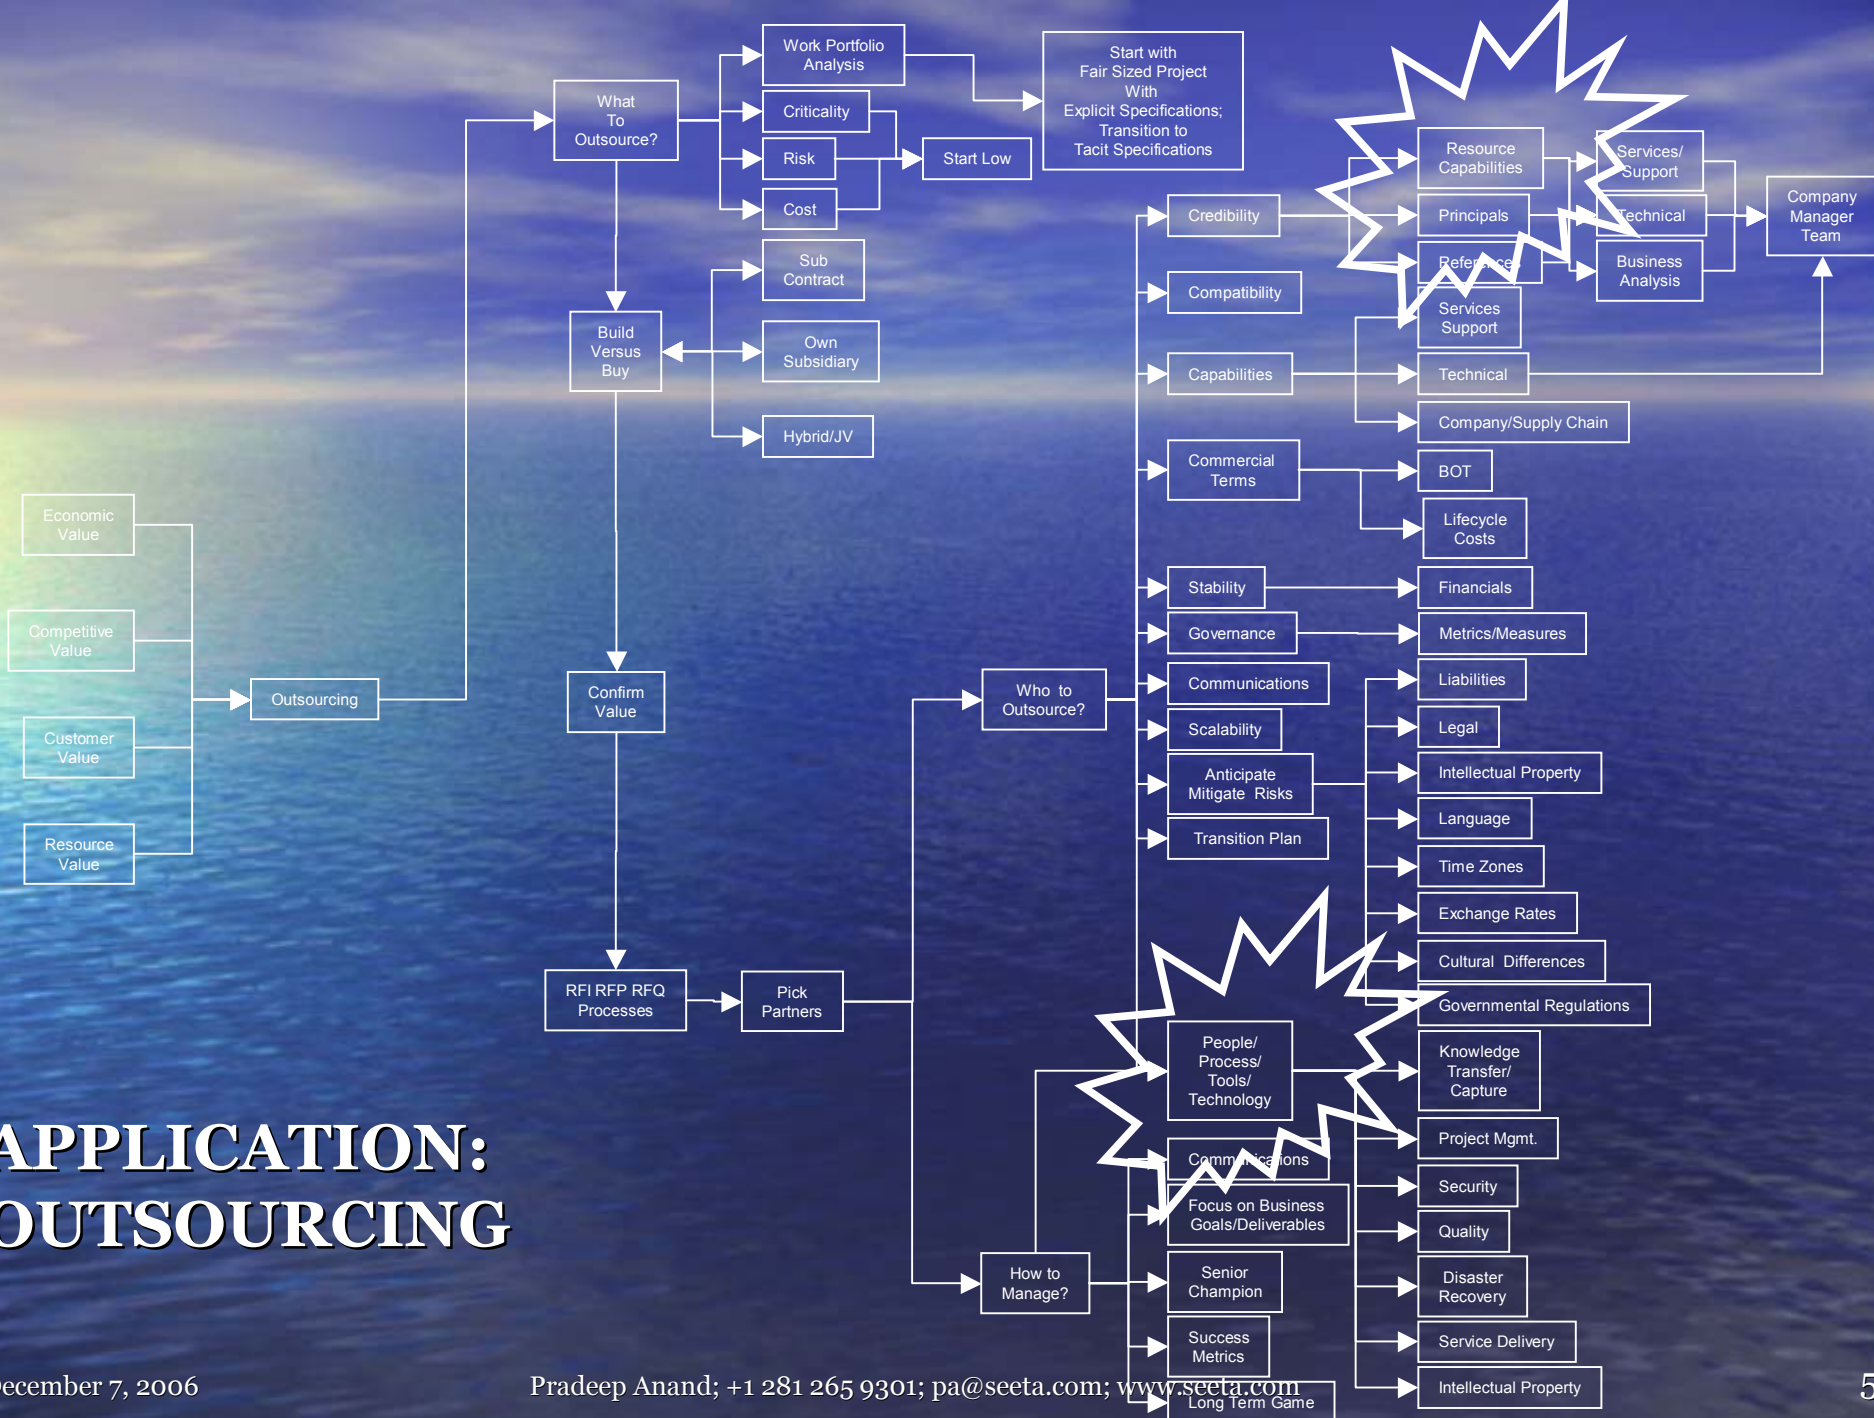 Work Portfolio
Analysis
Criticality
Risk
Cost
What
To
Outsource?
Start Low
Start with
Fair Sized Project
With
Explicit Specifications;
Transition to
Tacit Specifications
Sub
Contract
Own
Subsidiary
Hybrid/JV
Build
Versus
Buy
Economic
Value
Competitive
Value
Customer
Value
Resource
Value
Outsourcing
Confirm
Value
RFI RFP RFQ
Processes
Pick
Partners
Who to
Outsource?
How to
Manage?
Credibility
Compatibility
Capabilities
Commercial
Terms
Stability
Governance
Communications
Scalability
Anticipate
Mitigate Risks
Transition Plan
People/
Process/
Tools/
Technology
Communications
Focus on Business
Goals/Deliverables
Senior
Champion
Success
Metrics
Long Term Game
Resource
Capabilities
Principals
References
Services
Support
Technical
Company/Supply Chain
BOT
Lifecycle
Costs
Financials
Metrics/Measures
Liabilities
Legal
Intellectual Property
Language
Time Zones
Exchange Rates
Cultural Differences
Governmental Regulations
Knowledge
Transfer/
Capture
Project Mgmt.
Security
Quality
Disaster
Recovery
Service Delivery
Intellectual Property
Services/
Support
Technical
Business
Analysis
Company
Manager
Team
APPLICATION:
OUTSOURCING
December 7, 2006
Pradeep Anand; +1 281 265 9301; pa@seeta.com; www.seeta.com